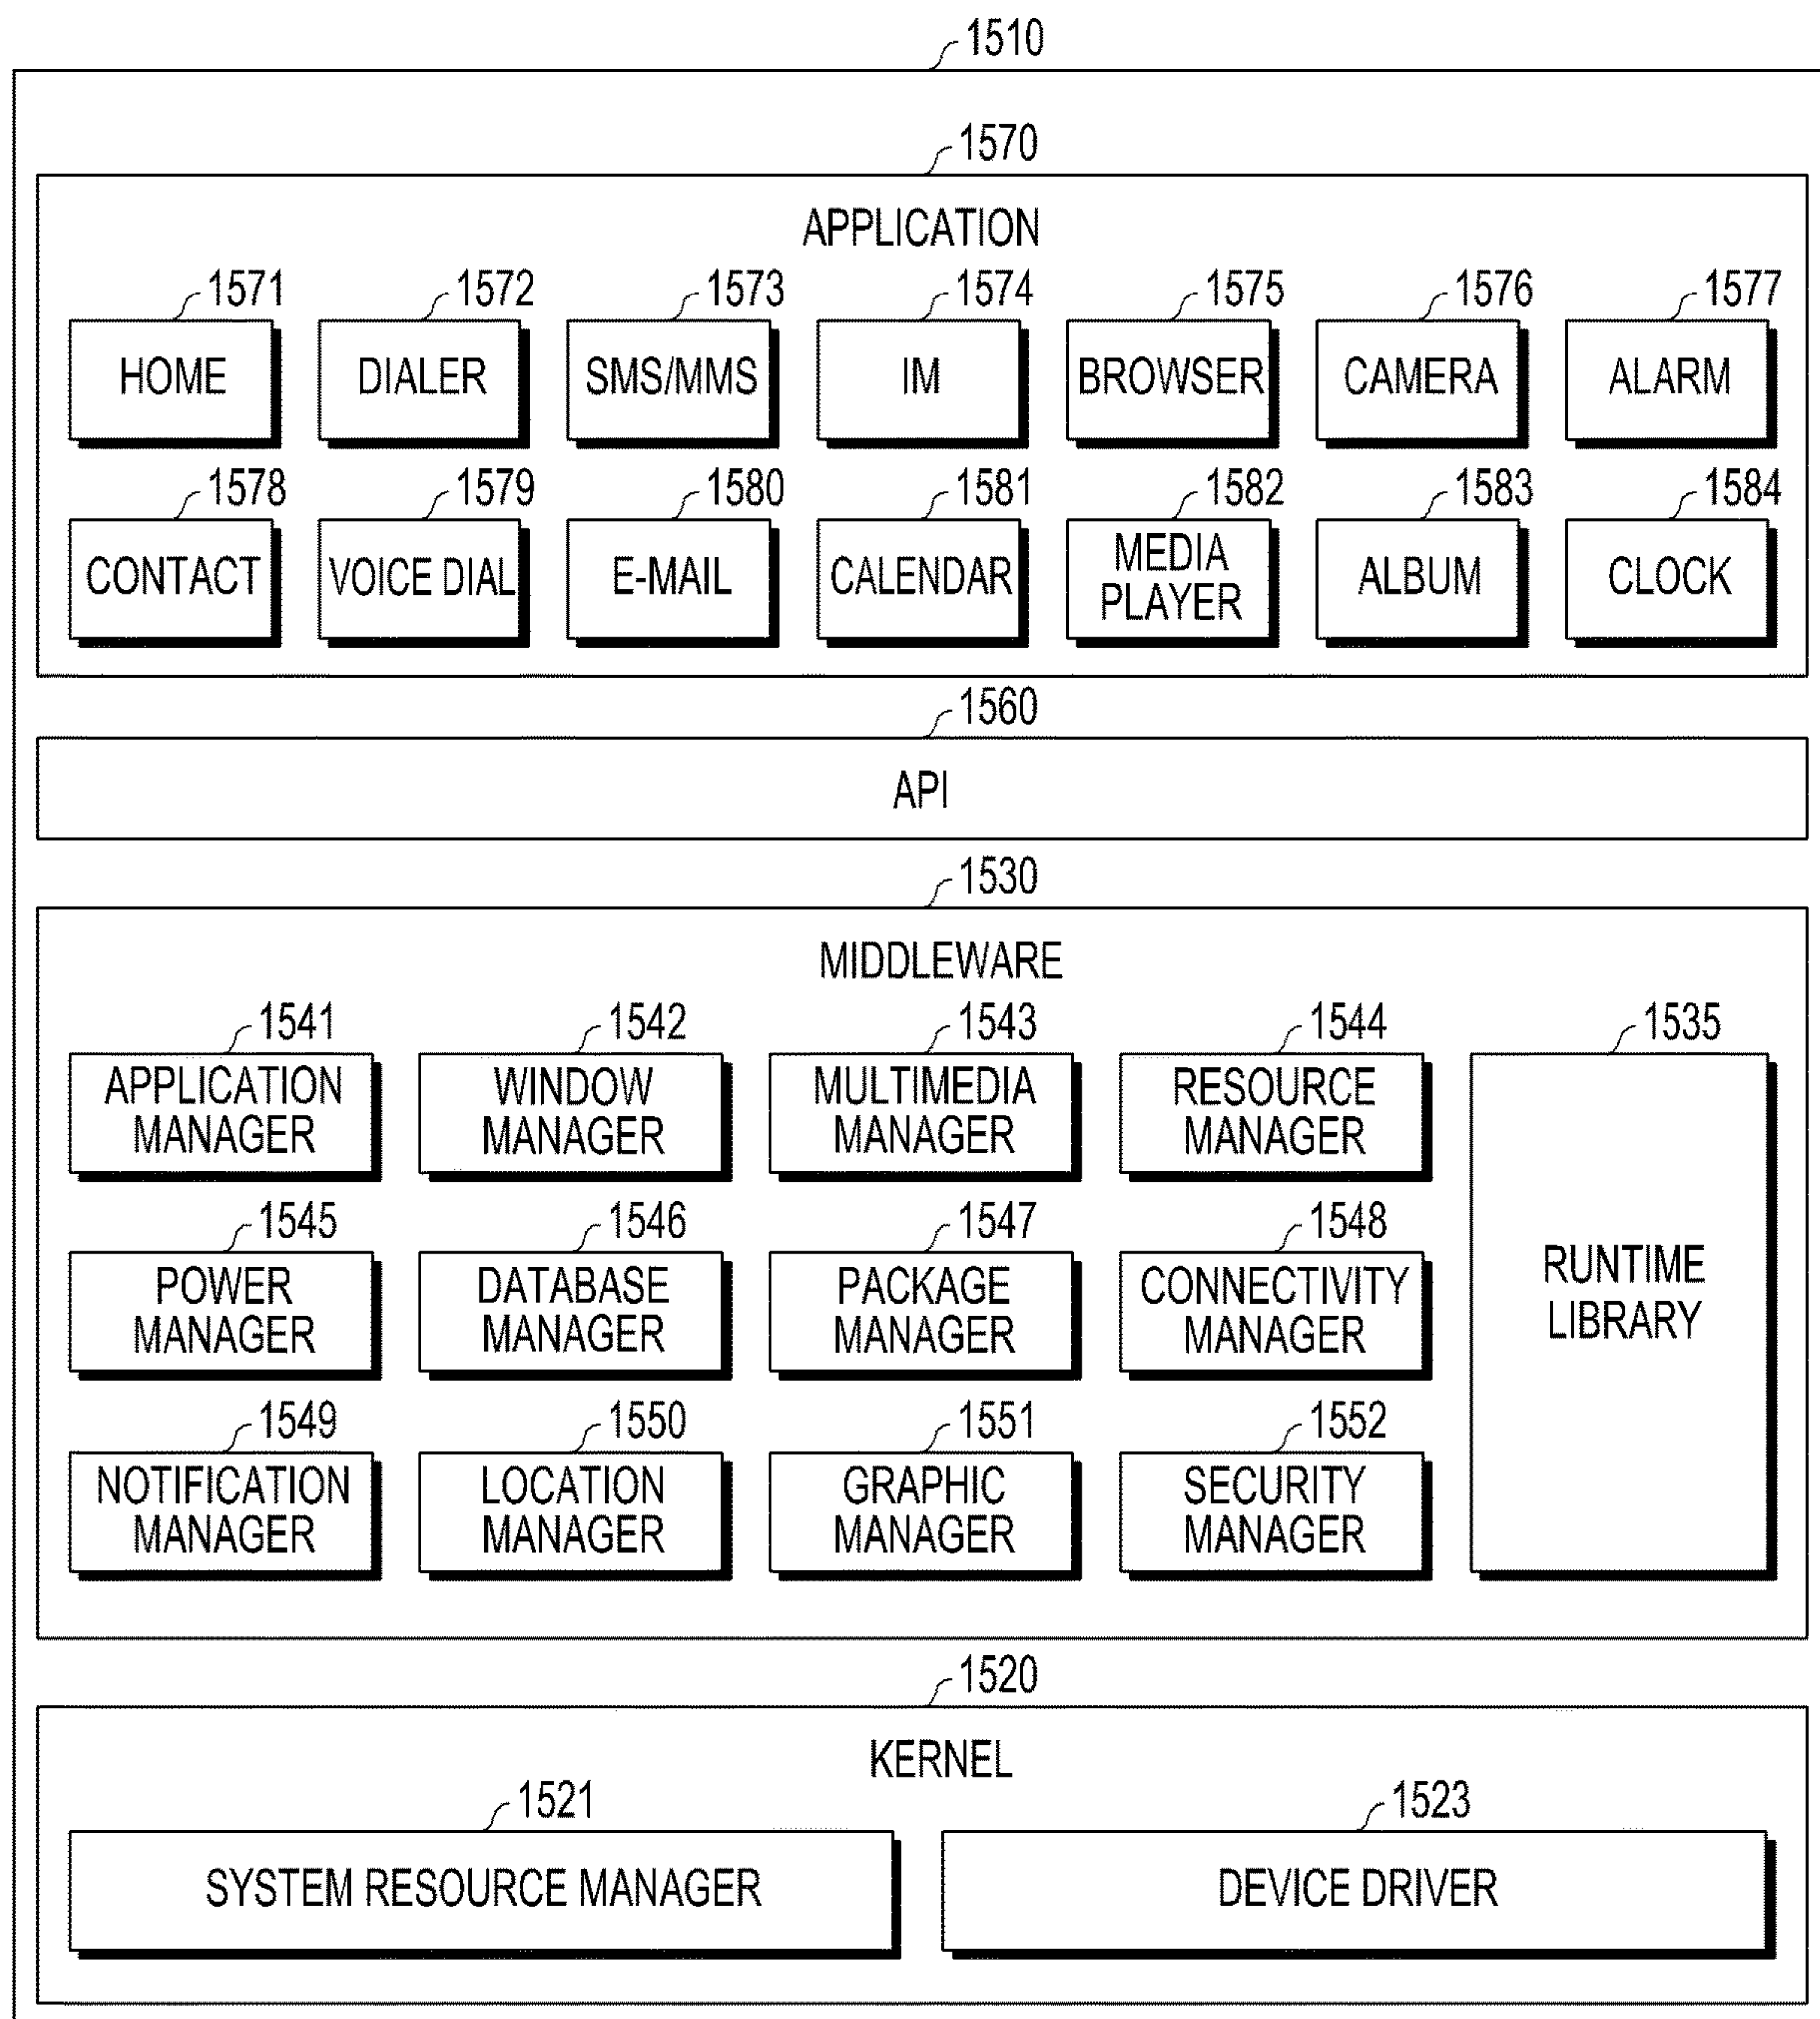 1510
1570
APPLICATION
1571 1572 1573 1574 1575 1576 1577
HOME DIALER SMS/MMS IM BROWSER CAMERA ALARM
1578 1579 1580 1581 1582 1583 1584
CONTACT VOICE DIAL E-MAIL CALENDAR MEDIA PLAYER ALBUM CLOCK
1560
API
1530
MIDDLEWARE
1541 1542 1543 1544 1535
APPLICATION WINDOW MULTIMEDIA RESOURCE
MANAGER MANAGER MANAGER MANAGER
1545 1546 1547 1548
POWER DATABASE PACKAGE CONNECTIVITY RUNTIME
MANAGER MANAGER MANAGER MANAGER LIBRARY
1549 1550 1551 1552
NOTIFICATION LOCATION GRAPHIC SECURITY
MANAGER MANAGER MANAGER MANAGER
1520
KERNEL
1521 1523
SYSTEM RESOURCE MANAGER DEVICE DRIVER